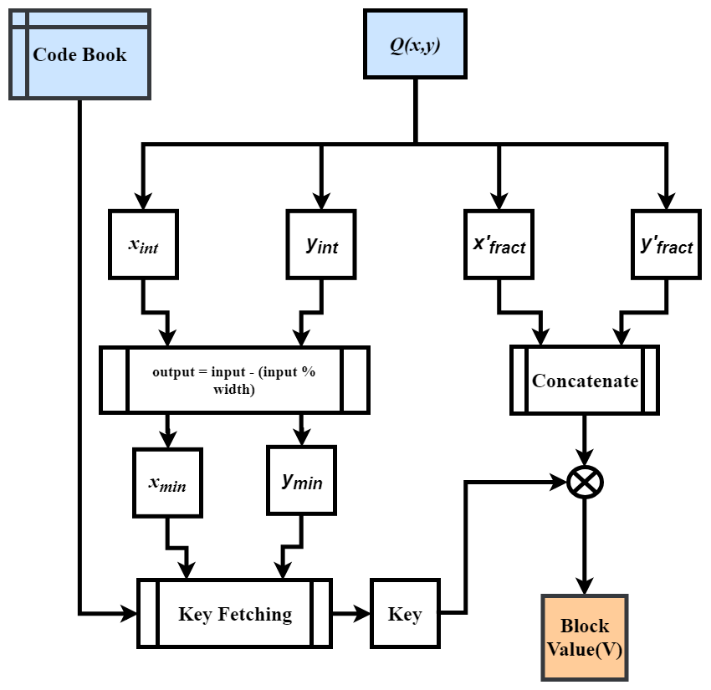 Code Book
Q(x,y)
x_int
y_int
x'_fract
y'_fract
output = input - (input %
width)
Concatenate
x_min
y_min
Key Fetching
Key
Block
Value(V)